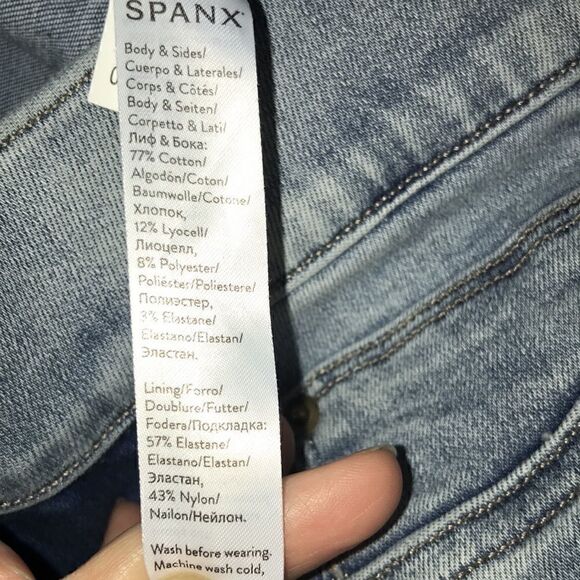 SPANX
Body & Sides/
Cuerpo & Laterales/
Corps & Côtés/
Body & Seiten/
Corpetto & Lati/
Лиф & Бока:
77% Cotton/
Algodón/Coton/
Baumwolle/Cotone/
Хлопок,
12% Lyocell/
Лиоцелл,
8% Polyester/
Poliéster/Poliestere/
Полиэстер,
3% Elastane/
Elastano/Elastan/
Эластан.
Lining/Forro/
Doublure/Futter/
Fodera/Подкладка:
57% Elastane/
Elastano/Elastan/
Эластан,
43% Nylon/
Nailon/Нейлон.
Wash before wearing.
Machine wash cold,